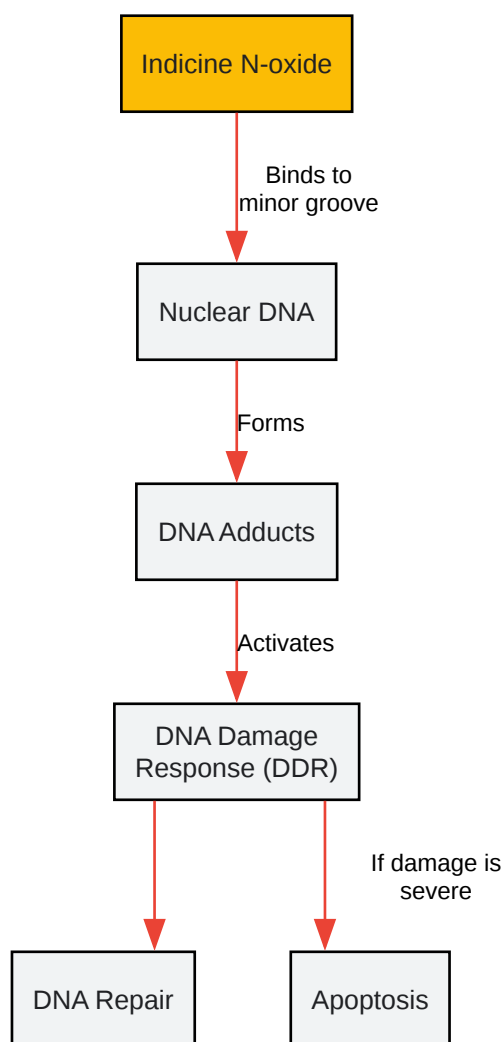 Indicine N-oxide
Binds to
minor groove
Nuclear DNA
Forms
DNA Adducts
Activates
DNA Damage
Response (DDR)
If damage is
severe
DNA Repair
Apoptosis